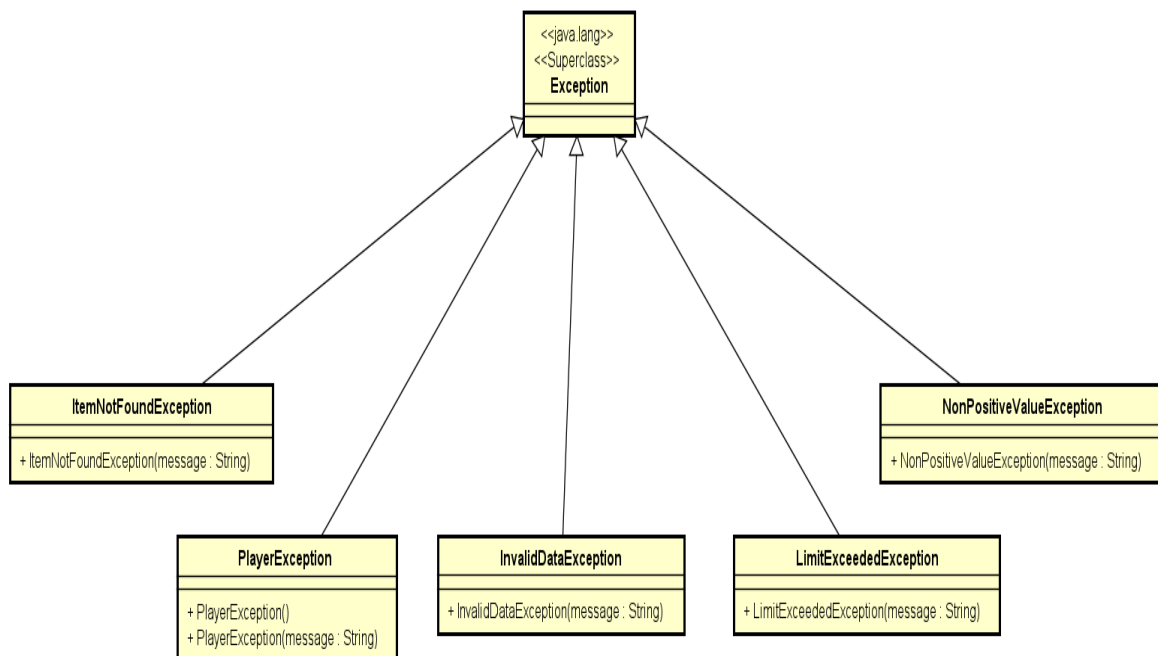 <<java.lang>>
<<Superclass>>
Exception
ItemNotFoundException
+ ItemNotFoundException(message : String)
NonPositiveValueException
+ NonPositiveValueException(message : String)
PlayerException
+ PlayerException()
+ PlayerException(message : String)
InvalidDataException
+ InvalidDataException(message : String)
LimitExceededException
+ LimitExceededException(message : String)